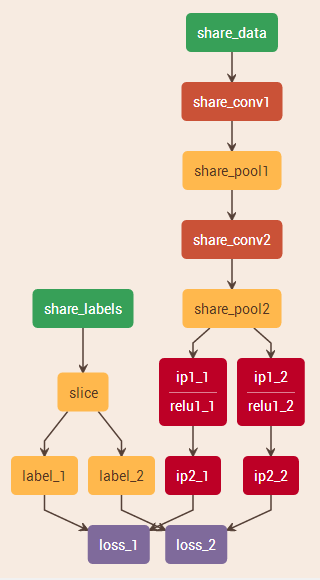 share_data
share_conv1
share_pool1
share_conv2
share_labels
share_pool2
slice
ip1_1
relu1_1
ip1_2
relu1_2
label_1
label_2
ip2_1
ip2_2
loss_1
loss_2